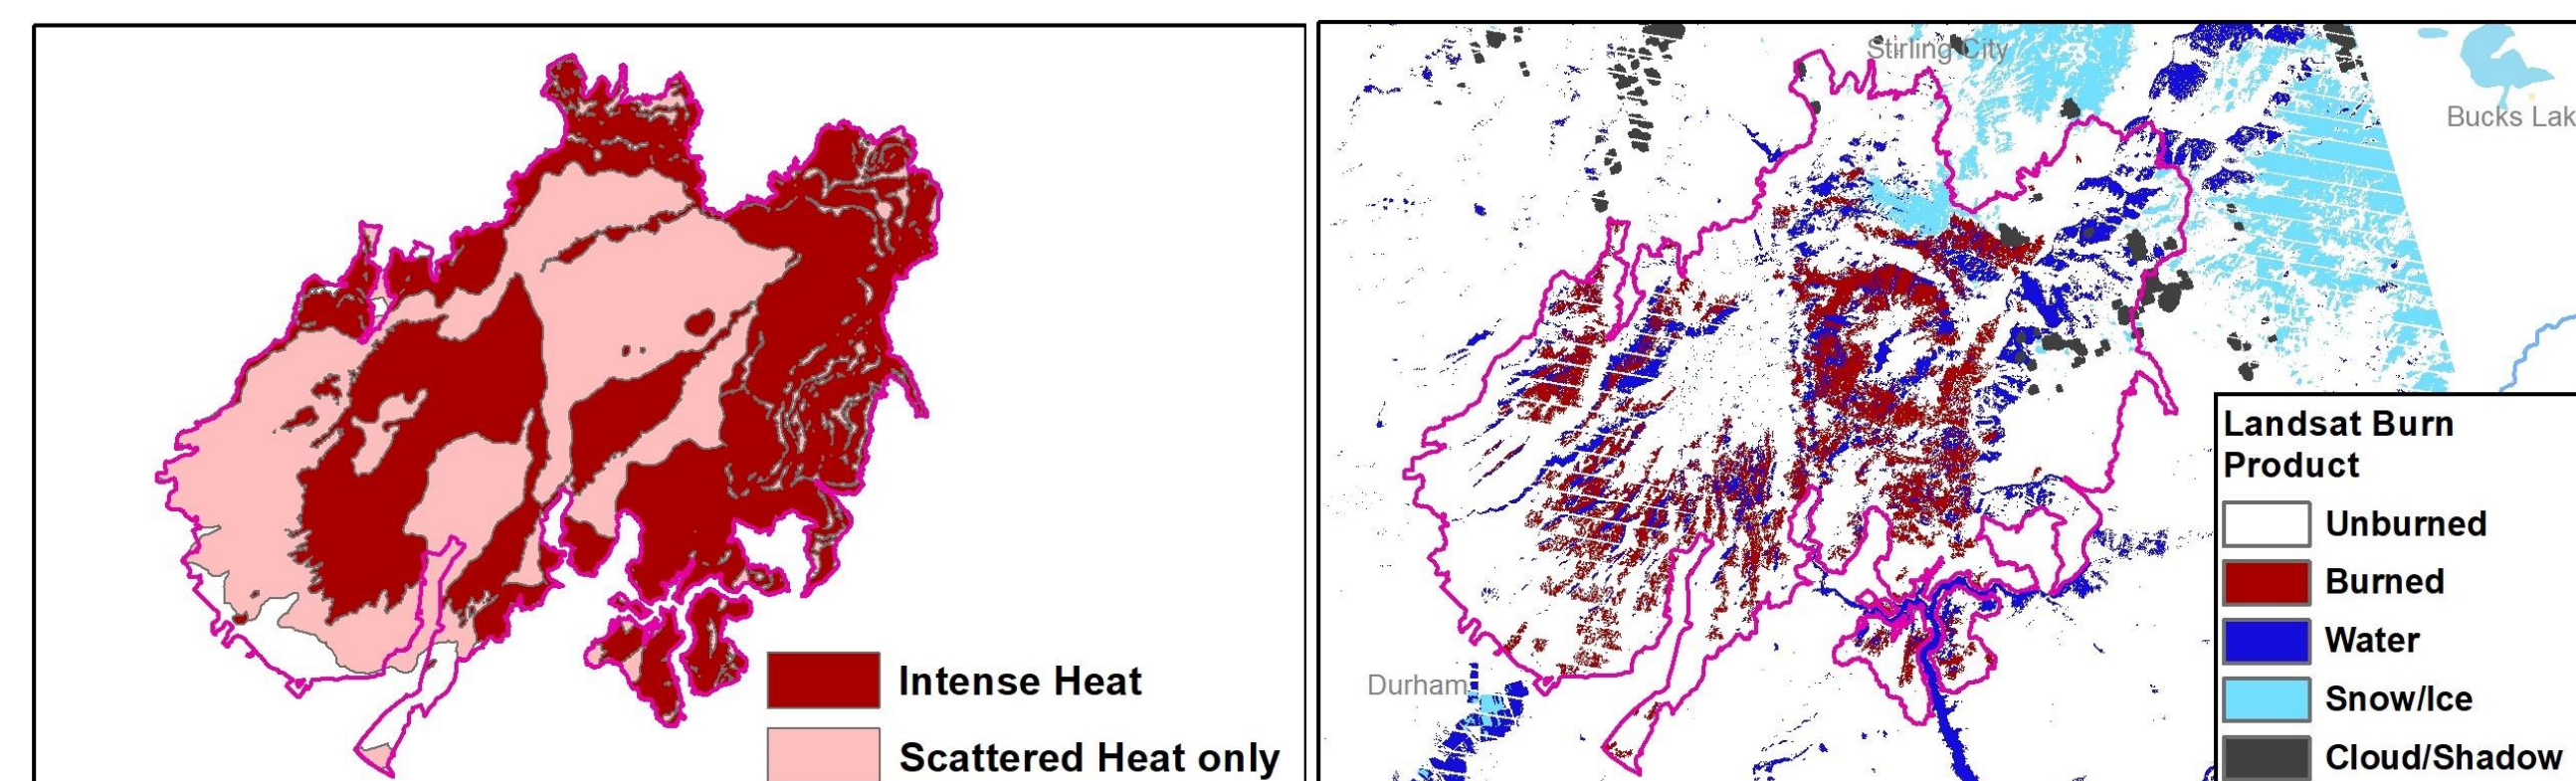 Intense Heat
Scattered Heat only
Stirling City
Bucks Lak
Durham
Landsat Burn
Product
Unburned
Burned
Water
Snow/Ice
Cloud/Shadow